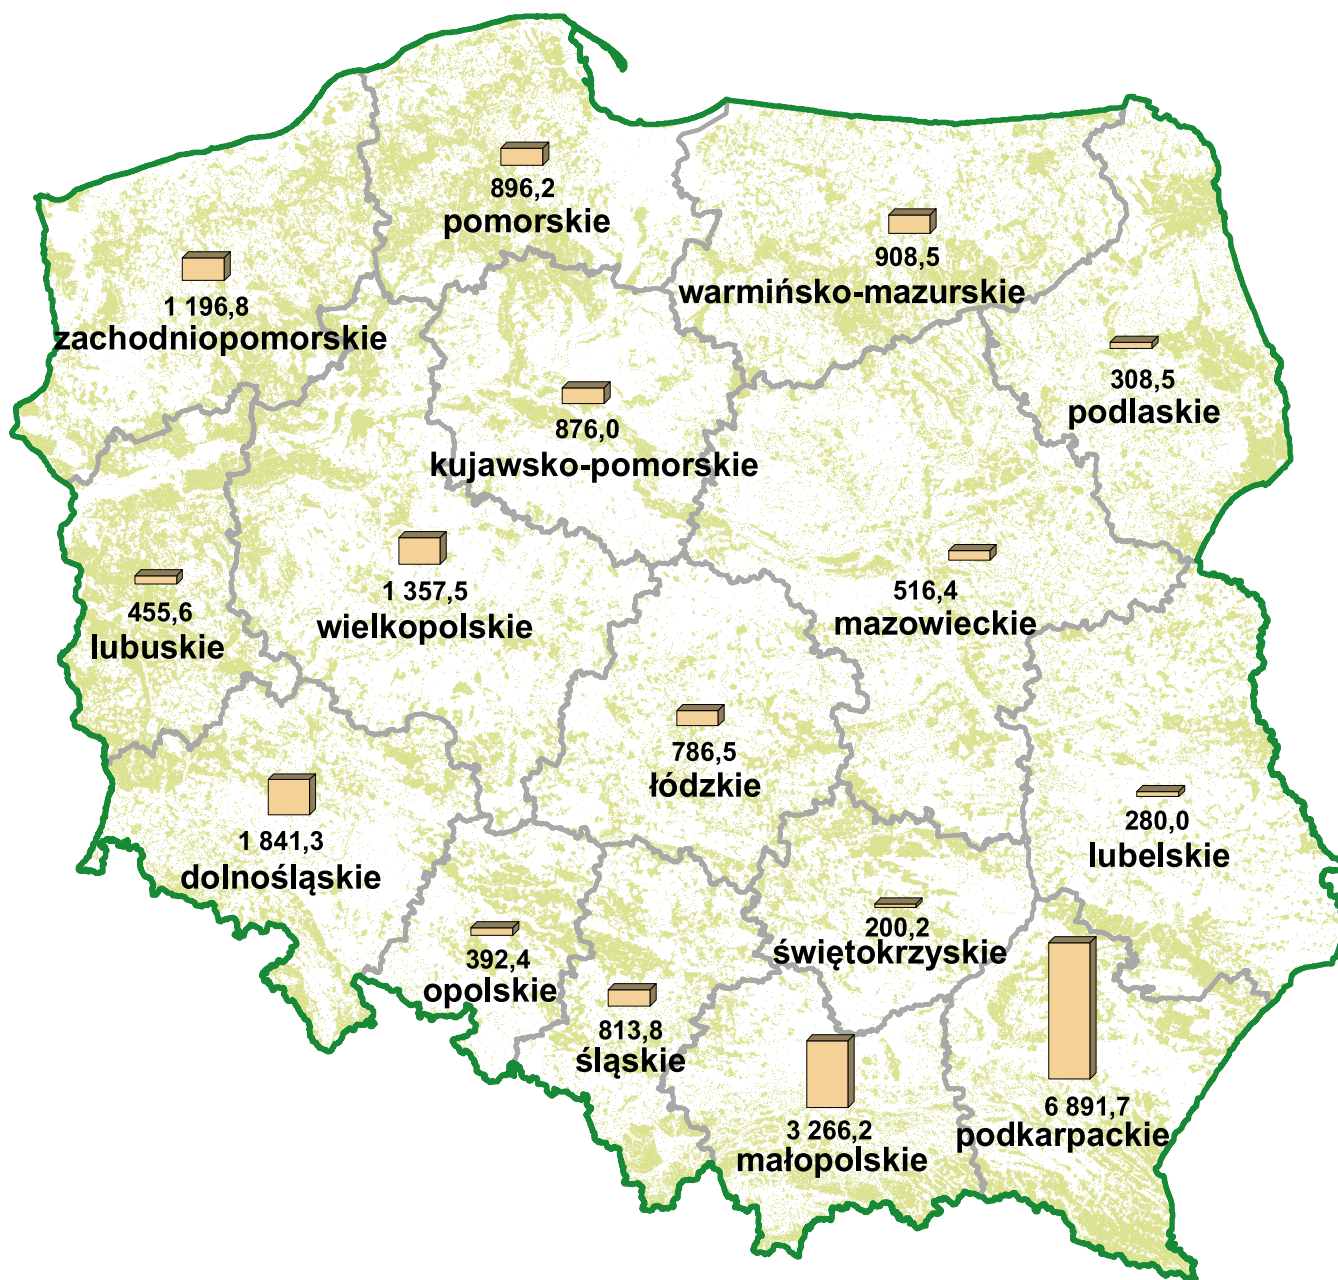 896,2
pomorskie
908,5
warmińsko-mazurskie
1 196,8
zachodniopomorskie
308,5
podlaskie
876,0
kujawsko-pomorskie
1 357,5
wielkopolskie
516,4
mazowieckie
455,6
lubuskie
786,5
łódzkie
1 841,3
dolnośląskie
280,0
lubelskie
200,2
świętokrzyskie
392,4
opolskie
813,8
śląskie
3 266,2
małopolskie
6 891,7
podkarpackie